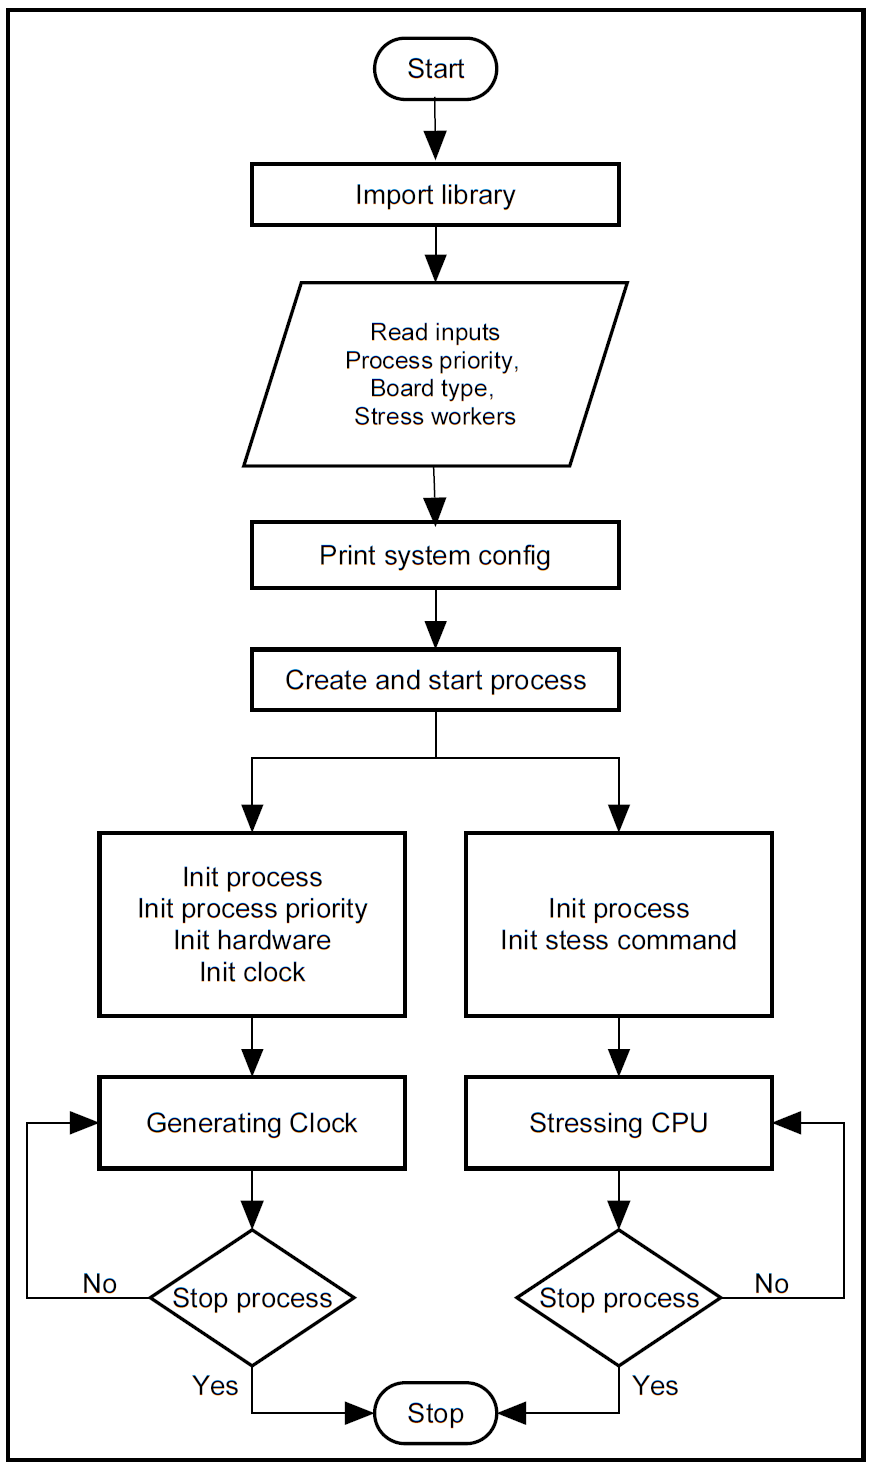 Start
Import library
Read inputs
Process priority,
Board type,
Stress workers
Print system config
Create and start process
Init process
Init process priority
Init hardware
Init clock
Init process
Init stess command
Generating Clock
Stressing CPU
No
Stop process
Stop process
No
Yes
Yes
Stop